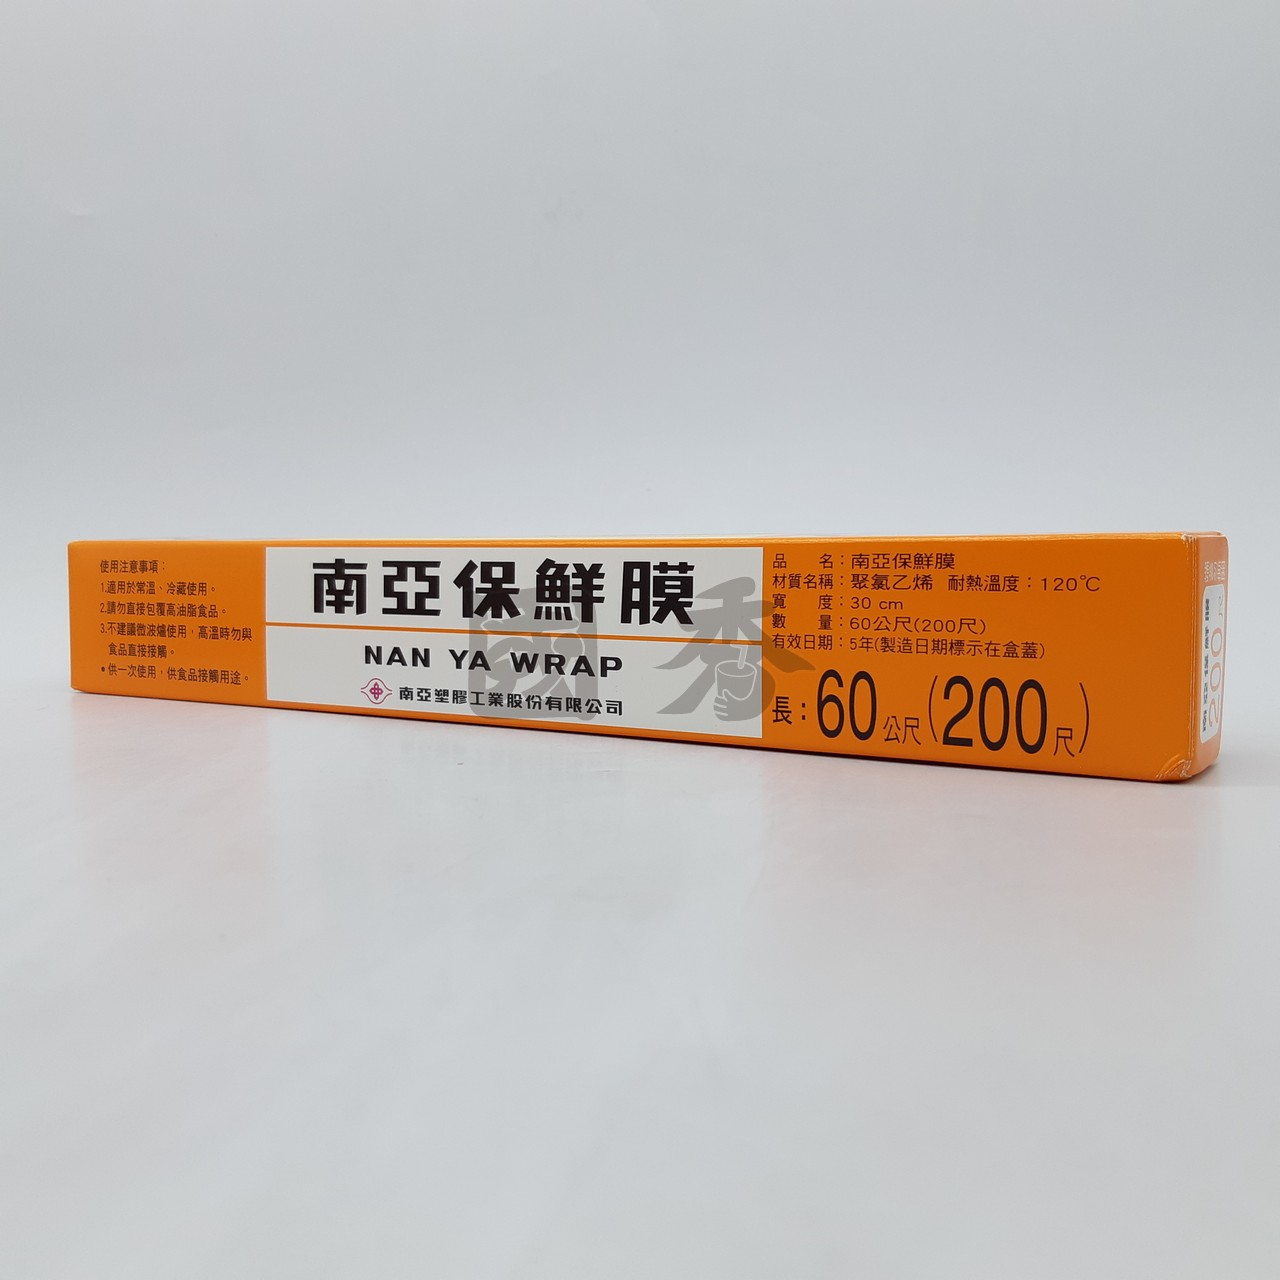 使用注意事項：
1.適用於常溫、冷藏使用。
2.請勿直接包覆高油脂食品。
3.不建議微波爐使用，高溫時勿與
食品直接接觸。
•供一次使用，供食品接觸用途。
南亞保鮮膜
NAN YA WRAP
南亞塑膠工業股份有限公司
國秀
品　　名：南亞保鮮膜
材質名稱：聚氯乙烯　耐熱溫度：120℃
寬　　度：30 cm
數　　量：60公尺(200尺)
有效日期：5年(製造日期標示在盒蓋)
長：60公尺(200尺)
200